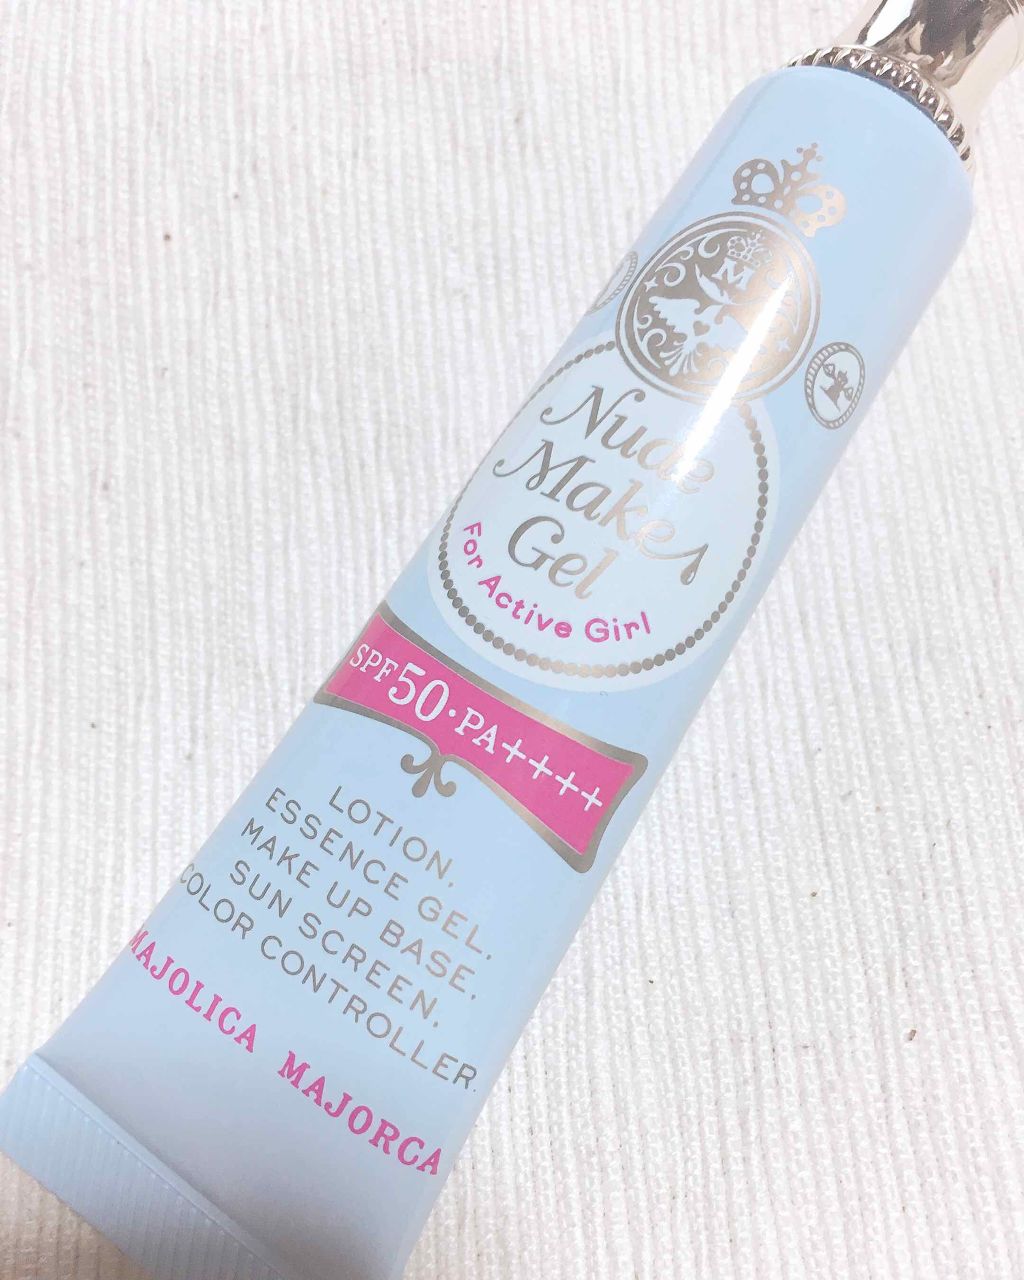 M
Nude
Make
Gel
For Active Girl
SPF50・PA++++
LOTION,
ESSENCE GEL,
MAKE UP BASE,
SUN SCREEN,
COLOR CONTROLLER.
MAJOLICA MAJORCA